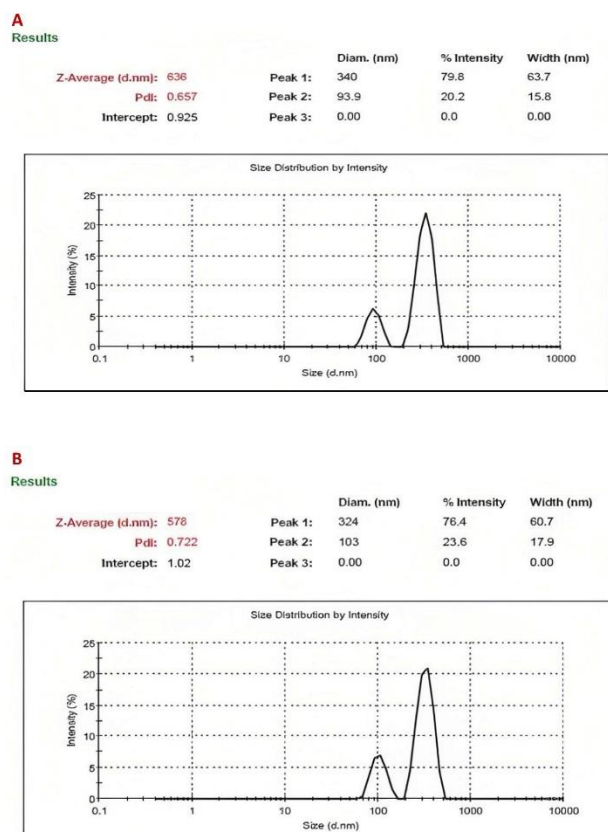 A
Results
Diam. (nm) % Intensity Width (nm)
Z-Average (d.nm): 636 Peak 1: 340 79.8 63.7
PdI: 0.657 Peak 2: 93.9 20.2 15.8
Intercept: 0.925 Peak 3: 0.00 0.0 0.00
Size Distribution by Intensity
Intensity (%)
25
20
15
10
5
0
0.1 1 10 100 1000 10000
Size (d.nm)
B
Results
Diam. (nm) % Intensity Width (nm)
Z-Average (d.nm): 578 Peak 1: 324 76.4 60.7
PdI: 0.722 Peak 2: 103 23.6 17.9
Intercept: 1.02 Peak 3: 0.00 0.0 0.00
Size Distribution by Intensity
Intensity (%)
25
20
15
10
5
0
0.1 1 10 100 1000 10000
Size (d.nm)